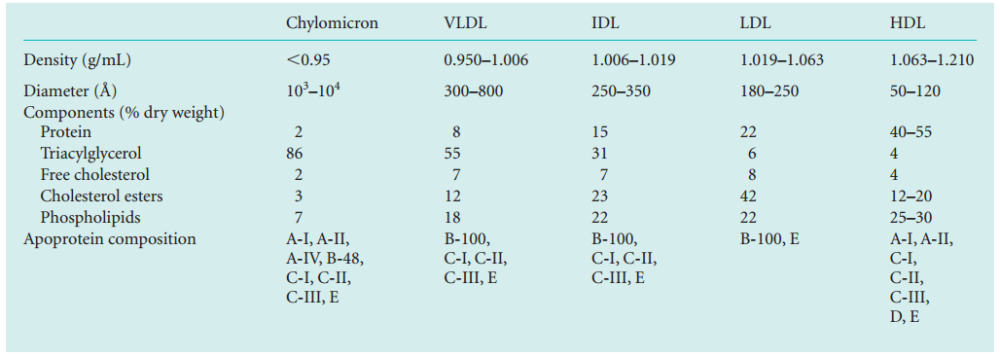 Chylomicron VLDL IDL LDL HDL
Density (g/mL) <0.95 0.950–1.006 1.006–1.019 1.019–1.063 1.063–1.210
Diameter (Å) 10³–10⁴ 300–800 250–350 180–250 50–120
Components (% dry weight)
Protein 2 8 15 22 40–55
Triacylglycerol 86 55 31 6 4
Free cholesterol 2 7 7 8 4
Cholesterol esters 3 12 23 42 12–20
Phospholipids 7 18 22 22 25–30
Apoprotein composition A-I, A-II, B-100, B-100, B-100, E A-I, A-II,
A-IV, B-48, C-I, C-II, C-I, C-II, C-I,
C-I, C-II, C-III, E C-III, E C-II,
C-III, E C-III,
D, E